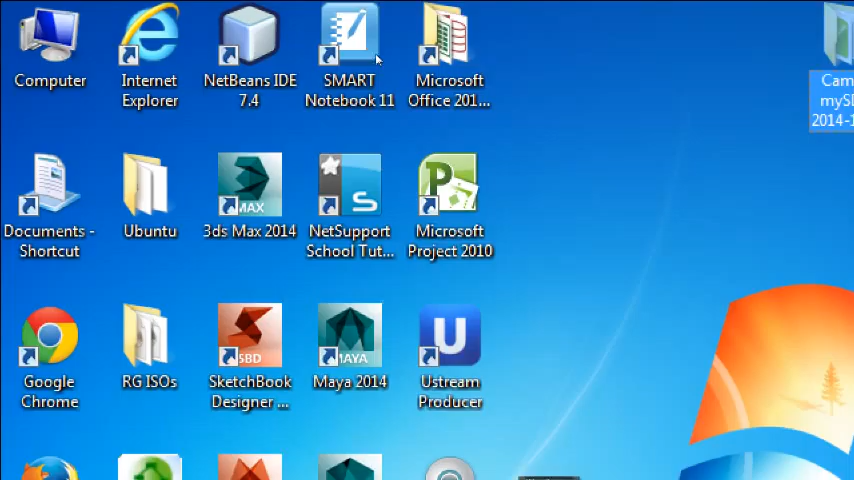 Computer
Internet
Explorer
NetBeans IDE
7.4
SMART
Notebook 11
Microsoft
Office 201...
Cam
2014-1
Documents -
Shortcut
Ubuntu
MAX
3ds Max 2014
S
NetSupport
School Tut...
P
Microsoft
Project 2010
Google
Chrome
RG ISOs
SBD
SketchBook
Designer ...
MAYA
Maya 2014
U
Ustream
Producer